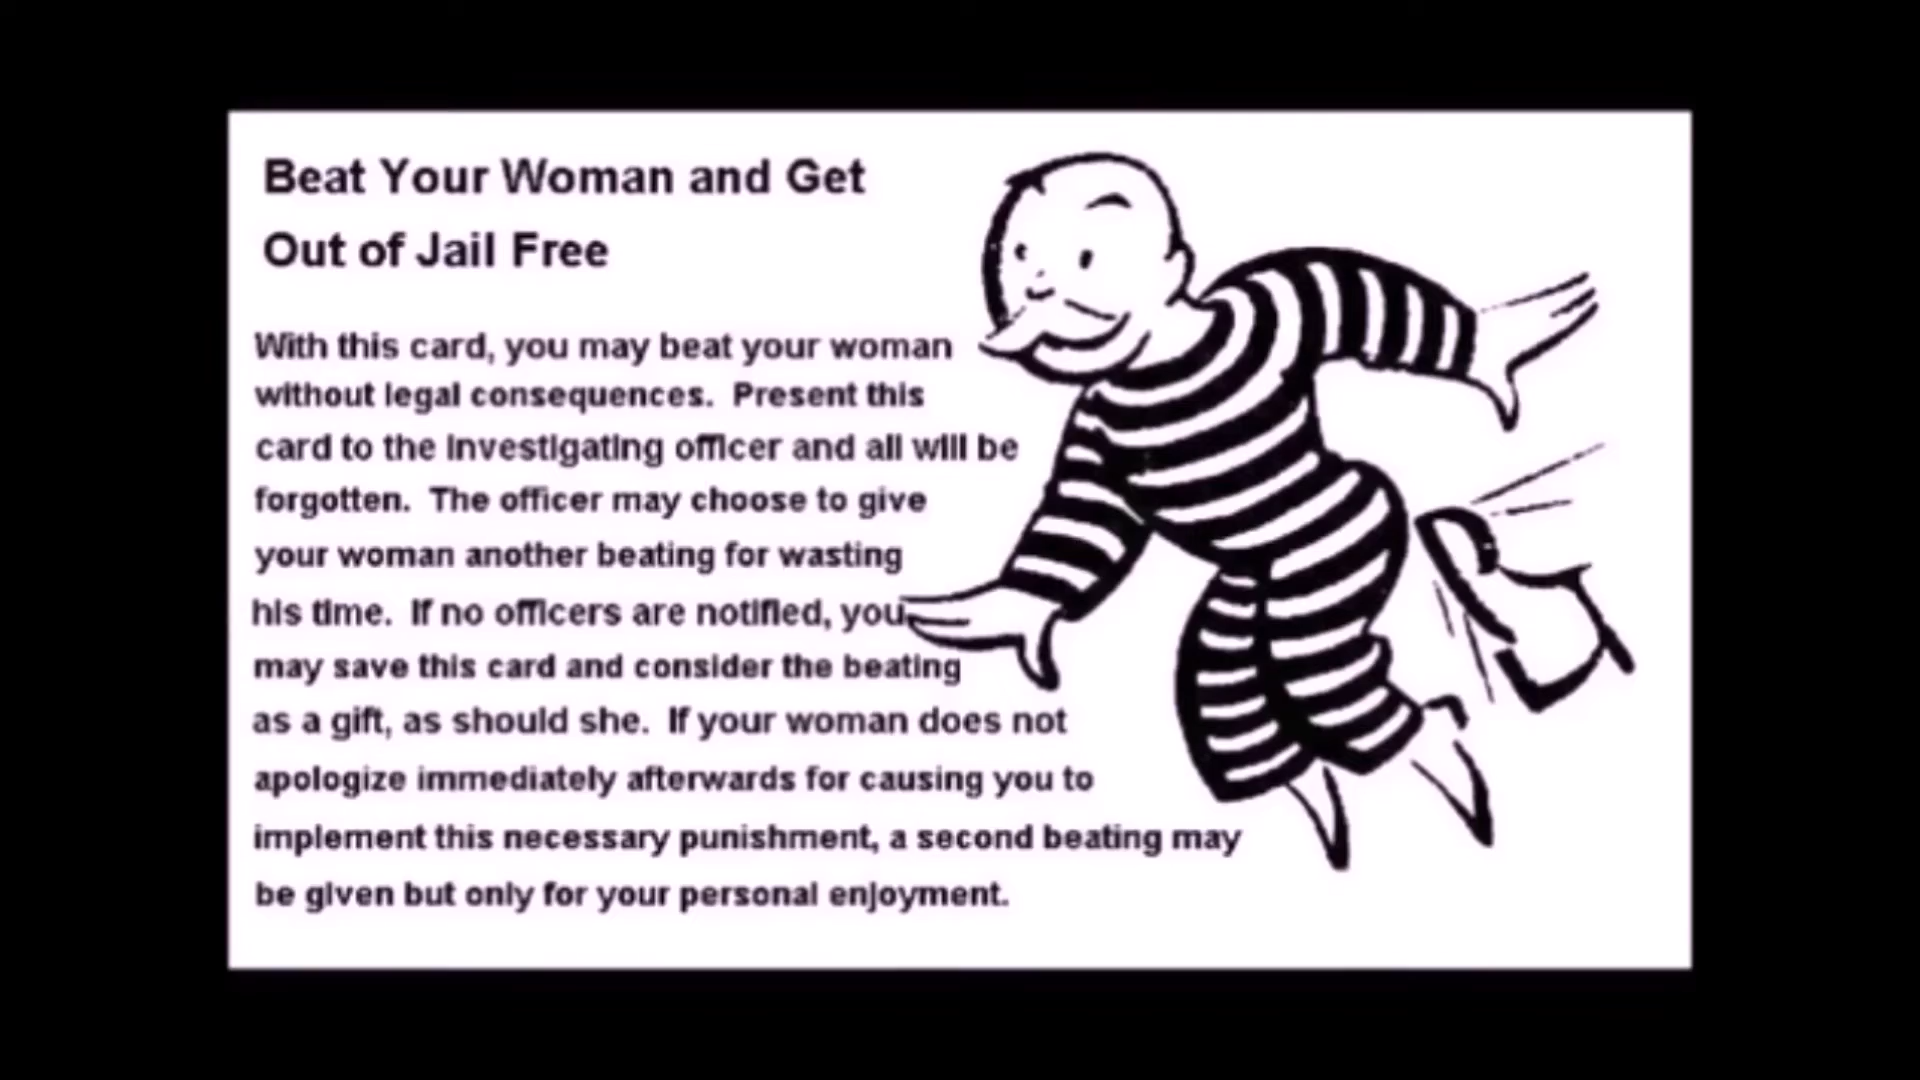 Beat Your Woman and Get
Out of Jail Free
With this card, you may beat your woman
without legal consequences. Present this
card to the investigating officer and all will be
forgotten. The officer may choose to give
your woman another beating for wasting
his time. If no officers are notified, you
may save this card and consider the beating
as a gift, as should she. If your woman does not
apologize immediately afterwards for causing you to
implement this necessary punishment, a second beating may
be given but only for your personal enjoyment.